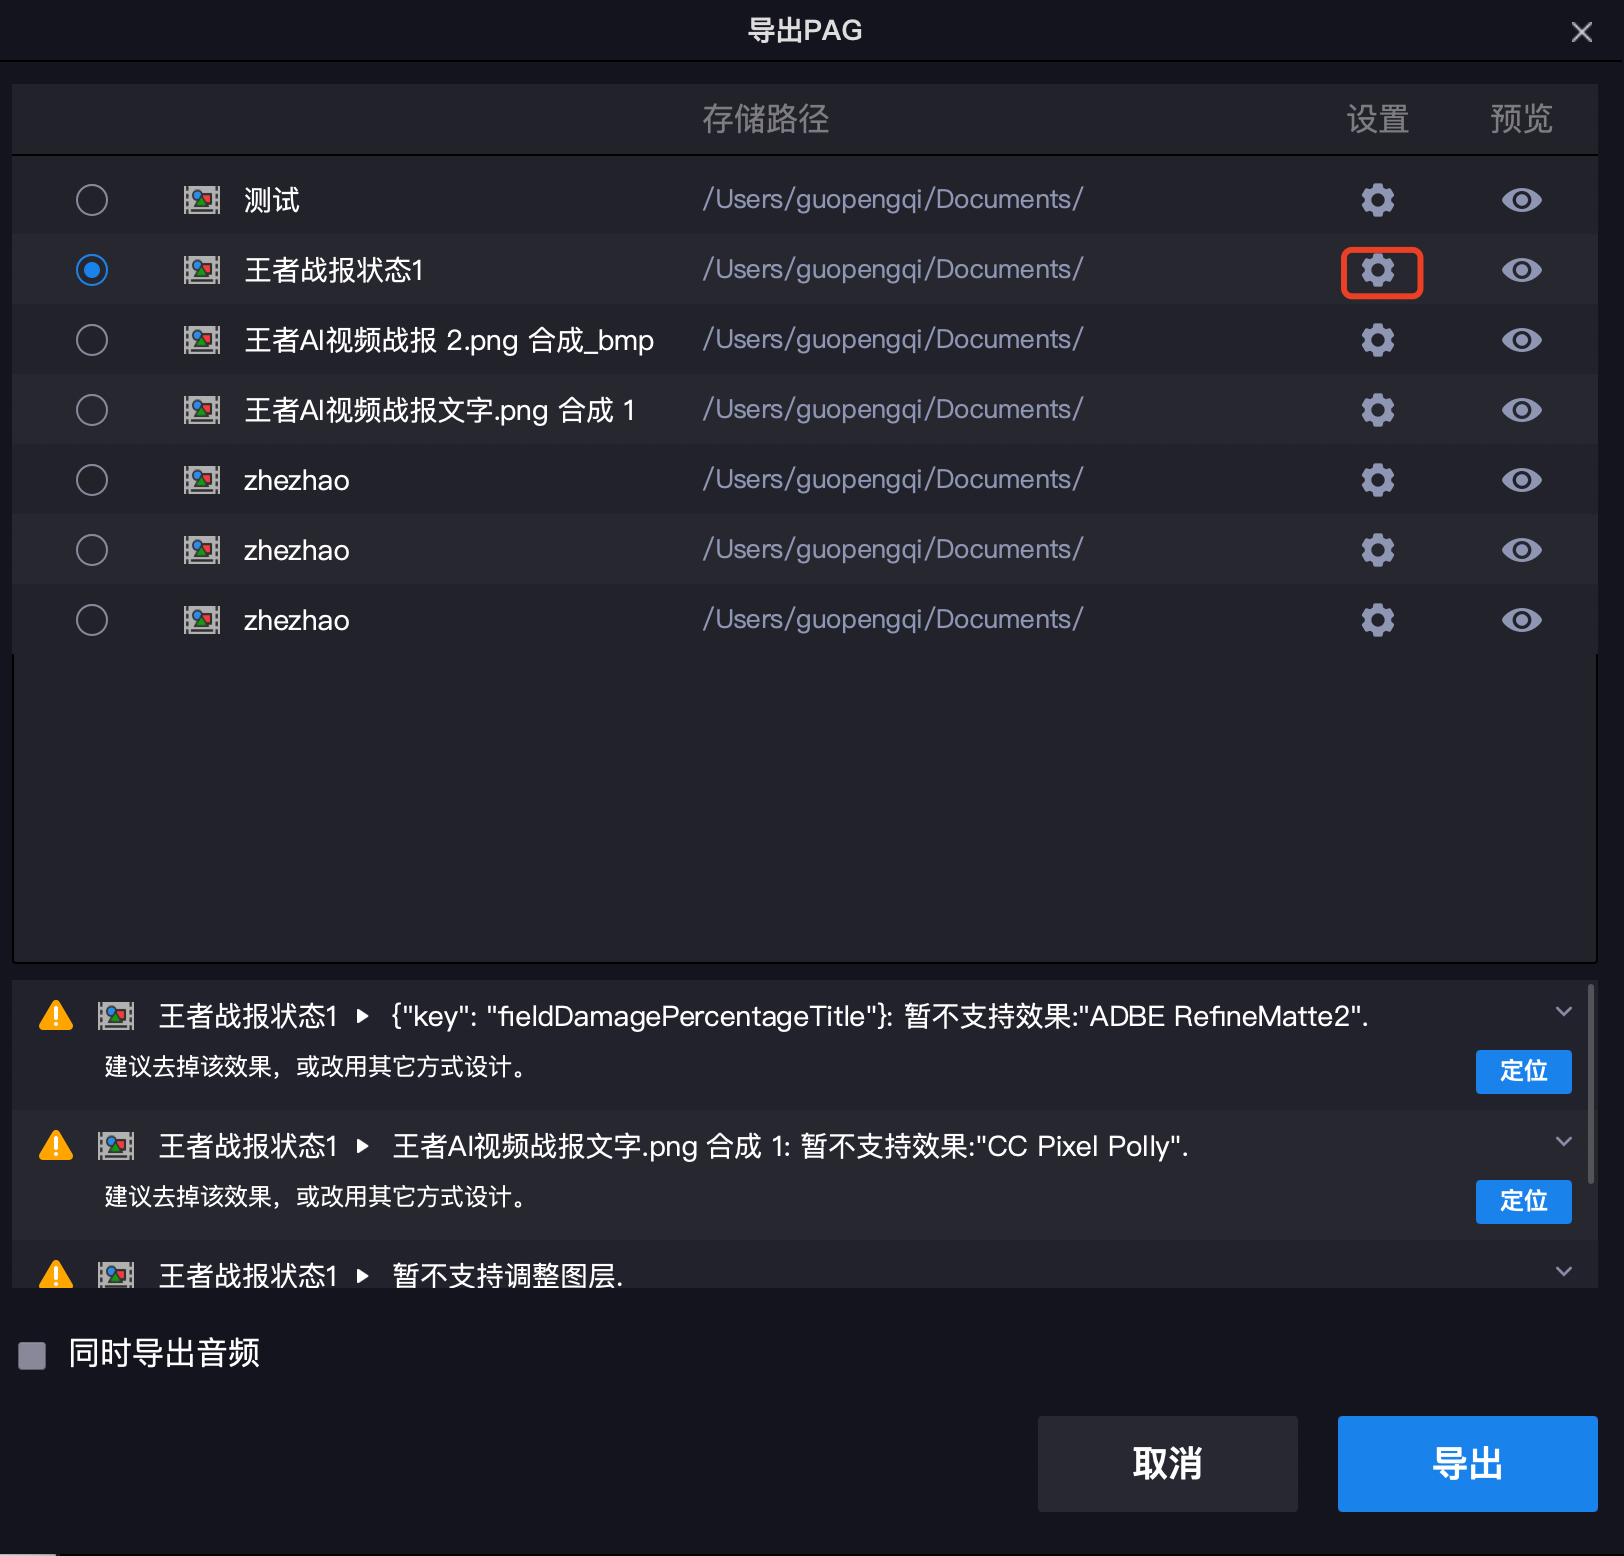 导出PAG
存储路径 设置 预览
测试 /Users/guopengqi/Documents/
王者战报状态1 /Users/guopengqi/Documents/
王者AI视频战报 2.png 合成_bmp /Users/guopengqi/Documents/
王者AI视频战报文字.png 合成 1 /Users/guopengqi/Documents/
zhezhao /Users/guopengqi/Documents/
zhezhao /Users/guopengqi/Documents/
zhezhao /Users/guopengqi/Documents/
王者战报状态1 ▶ {"key": "fieldDamagePercentageTitle"}: 暂不支持效果:"ADBE RefineMatte2".
建议去掉该效果，或改用其它方式设计。
定位
王者战报状态1 ▶ 王者AI视频战报文字.png 合成 1: 暂不支持效果:"CC Pixel Polly".
建议去掉该效果，或改用其它方式设计。
定位
王者战报状态1 ▶ 暂不支持调整图层.
同时导出音频
取消 导出